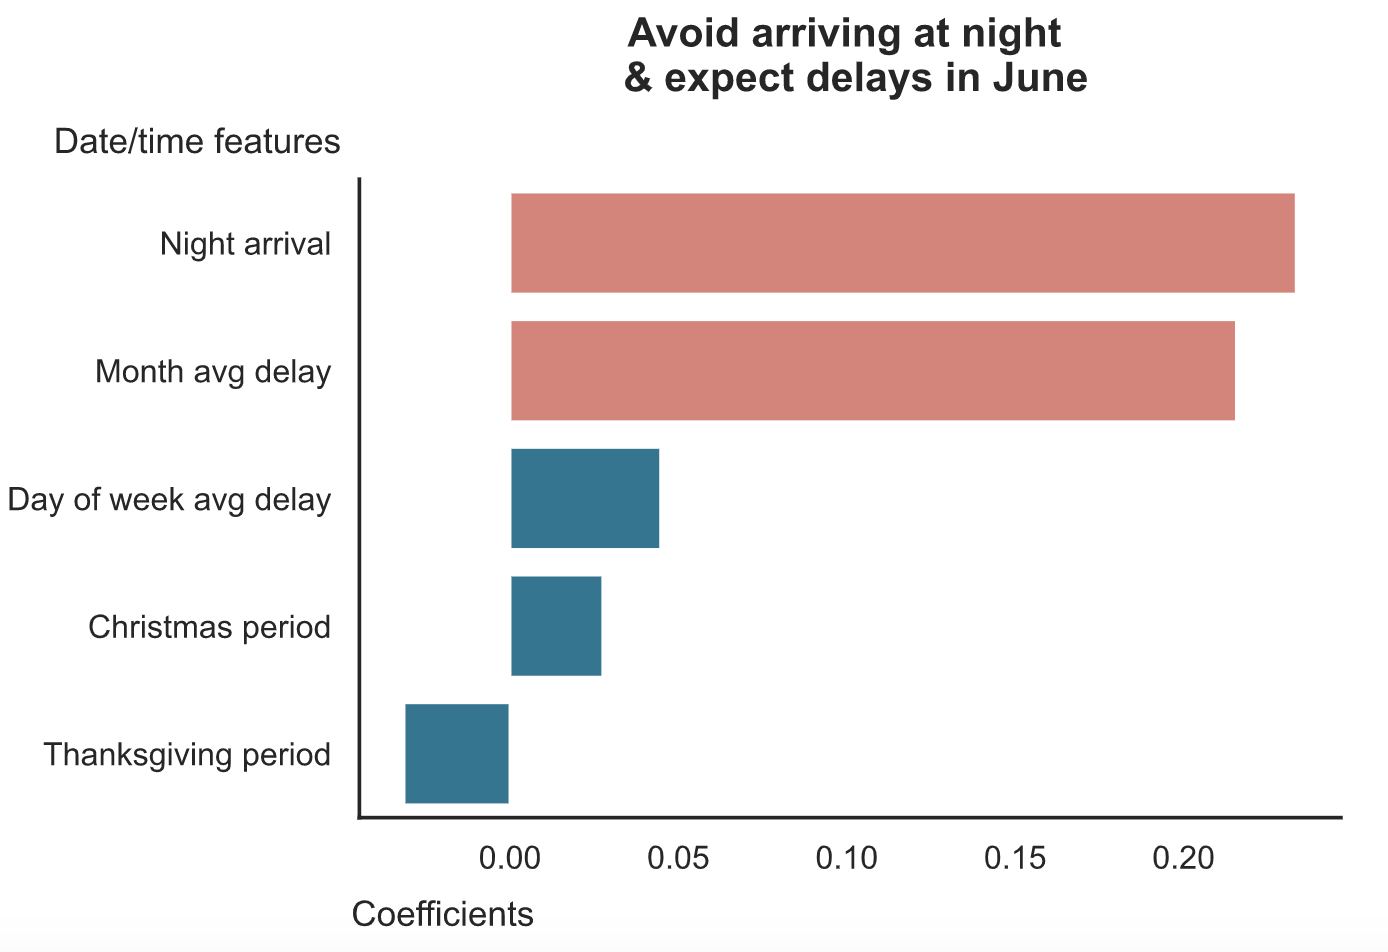 Avoid arriving at night
& expect delays in June
Date/time features
Night arrival
Month avg delay
Day of week avg delay
Christmas period
Thanksgiving period
0.00 0.05 0.10 0.15 0.20
Coefficients